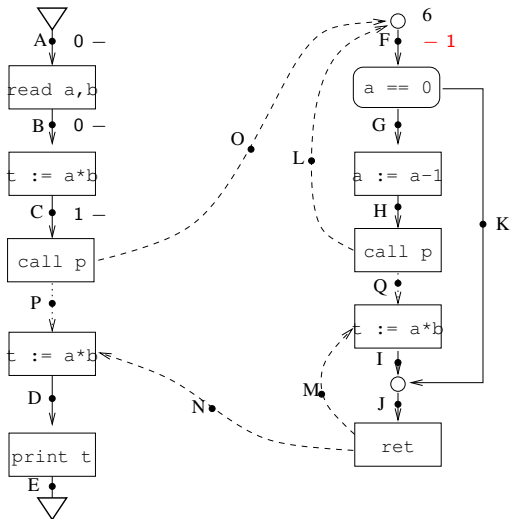 A 0 –
read a,b
B 0 –
t := a*b
C 1 –
call p
P
t := a*b
D
print t
E
O
N
L
M
6
F – 1
a == 0
G
a := a-1
H
call p
Q
t := a*b
I
J
ret
K